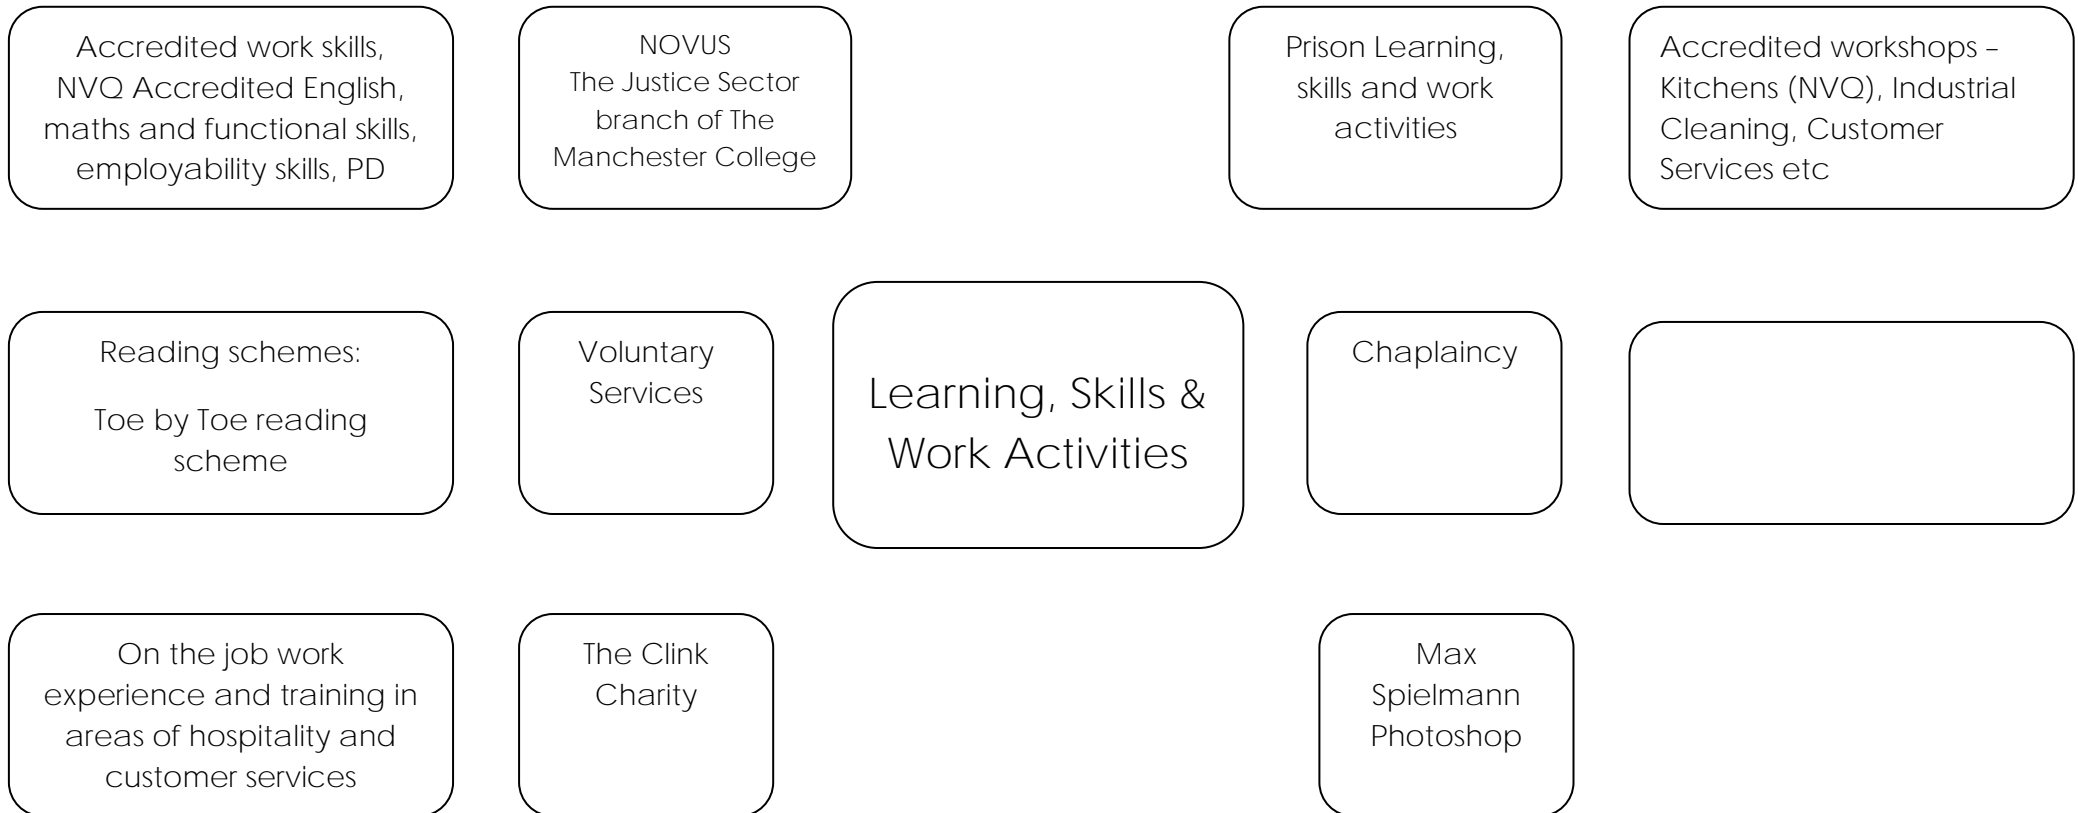 Accredited work skills,
NVQ Accredited English,
maths and functional skills,
employability skills, PD
NOVUS
The Justice Sector
branch of The
Manchester College
Prison Learning,
skills and work
activities
Accredited workshops –
Kitchens (NVQ), Industrial
Cleaning, Customer
Services etc
Reading schemes:
Toe by Toe reading
scheme
Voluntary
Services
Learning, Skills &
Work Activities
Chaplaincy
On the job work
experience and training in
areas of hospitality and
customer services
The Clink
Charity
Max
Spielmann
Photoshop